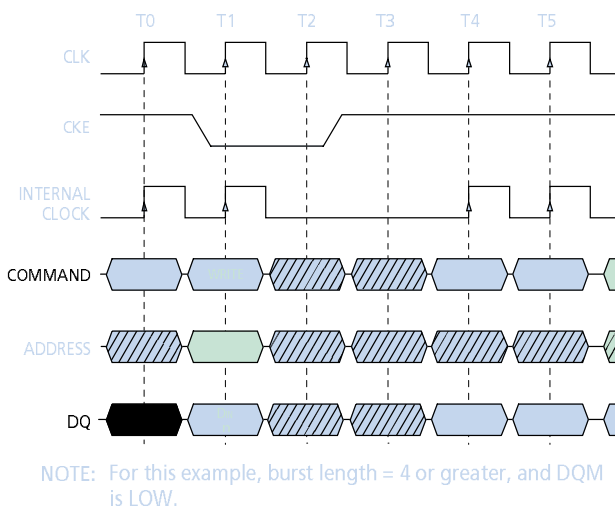 T0 T1 T2 T3 T4 T5
CLK
CKE
INTERNAL
CLOCK
COMMAND
ADDRESS
DQ
NOTE: For this example, burst length = 4 or greater, and DQM
is LOW.